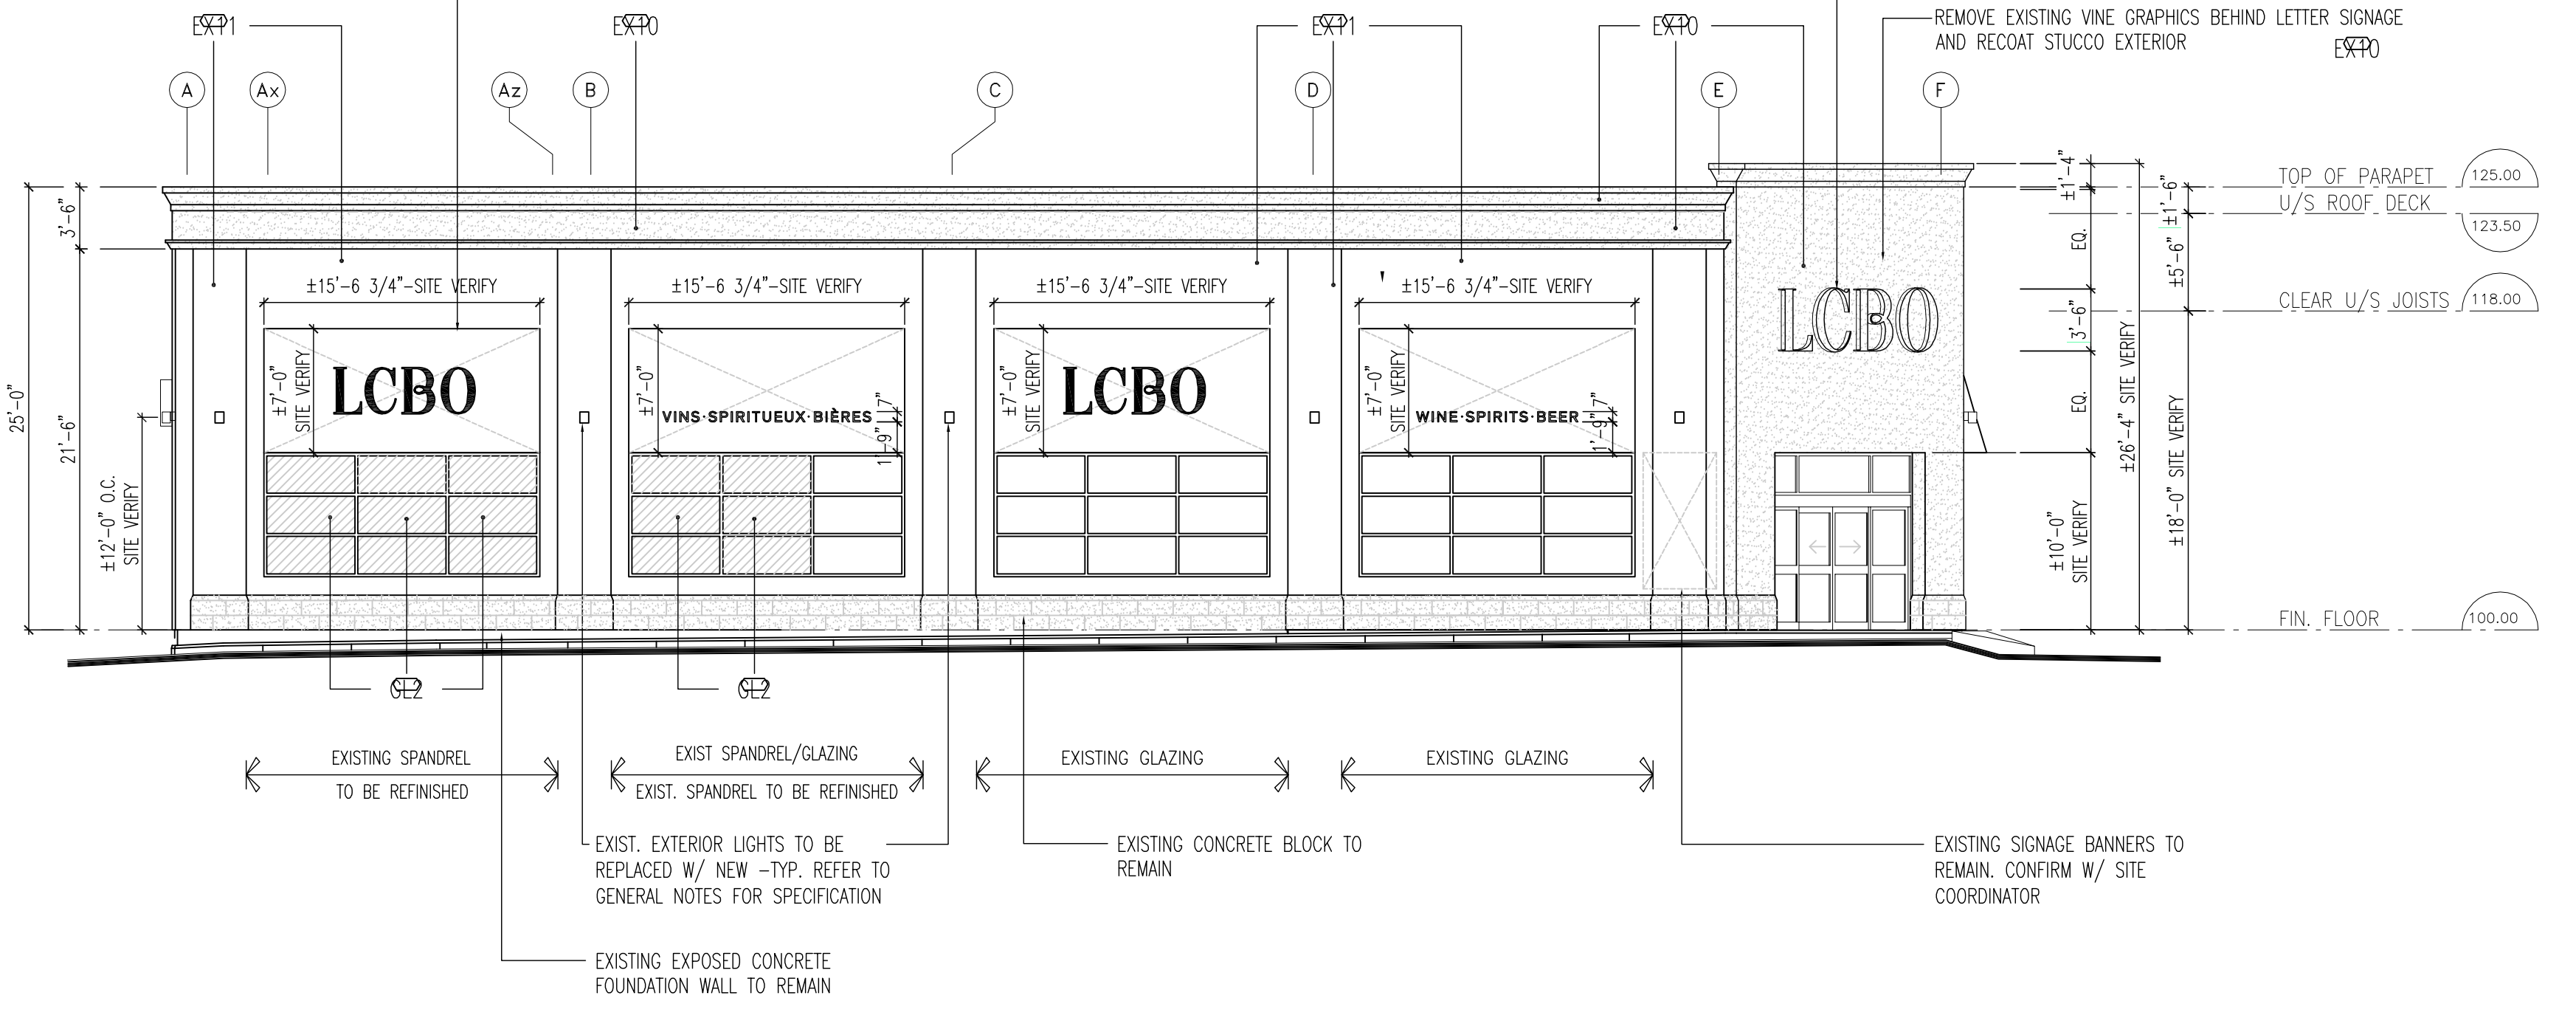 EX11
EX10
EX11
EX10
REMOVE EXISTING VINE GRAPHICS BEHIND LETTER SIGNAGE
AND RECOAT STUCCO EXTERIOR
EX10
A
Ax
Az
B
C
D
E
F
TOP OF PARAPET
125.00
U/S ROOF DECK
123.50
CLEAR U/S JOISTS
118.00
FIN. FLOOR
100.00
25'-0"
3'-6"
21'-6"
±12'-0" O.C.
SITE VERIFY
±15'-6 3/4"-SITE VERIFY
±15'-6 3/4"-SITE VERIFY
±15'-6 3/4"-SITE VERIFY
±15'-6 3/4"-SITE VERIFY
±7'-0"
SITE VERIFY
LCBO
±7'-0"
VINS·SPIRITUEUX·BIÈRES
7"
1'-9"
±7'-0"
SITE VERIFY
LCBO
±7'-0"
SITE VERIFY
WINE·SPIRITS·BEER
7"
1'-9"
LCBO
±1'-4"
EQ.
3'-6"
EQ.
±10'-0"
SITE VERIFY
±26'-4" SITE VERIFY
±1'-6"
±5'-6"
±18'-0" SITE VERIFY
GL2
GL2
EXISTING SPANDREL
TO BE REFINISHED
EXIST SPANDREL/GLAZING
EXIST. SPANDREL TO BE REFINISHED
EXISTING GLAZING
EXISTING GLAZING
EXIST. EXTERIOR LIGHTS TO BE
REPLACED W/ NEW -TYP. REFER TO
GENERAL NOTES FOR SPECIFICATION
EXISTING CONCRETE BLOCK TO
REMAIN
EXISTING SIGNAGE BANNERS TO
REMAIN. CONFIRM W/ SITE
COORDINATOR
EXISTING EXPOSED CONCRETE
FOUNDATION WALL TO REMAIN